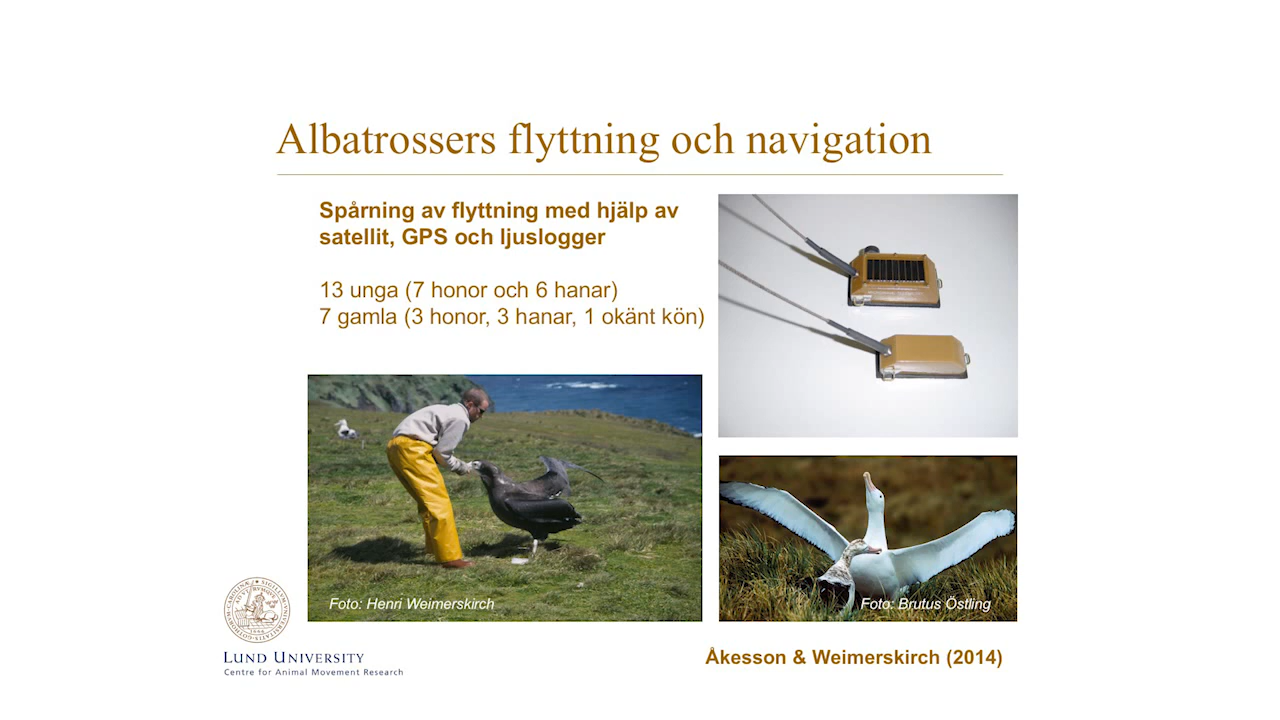 Albatrossers flyttning och navigation
Spårning av flyttning med hjälp av
satellit, GPS och ljuslogger
13 unga (7 honor och 6 hanar)
7 gamla (3 honor, 3 hanar, 1 okänt kön)
Foto: Henri Weimerskirch
Foto: Brutus Östling
LUND UNIVERSITY
Centre for Animal Movement Research
Åkesson & Weimerskirch (2014)